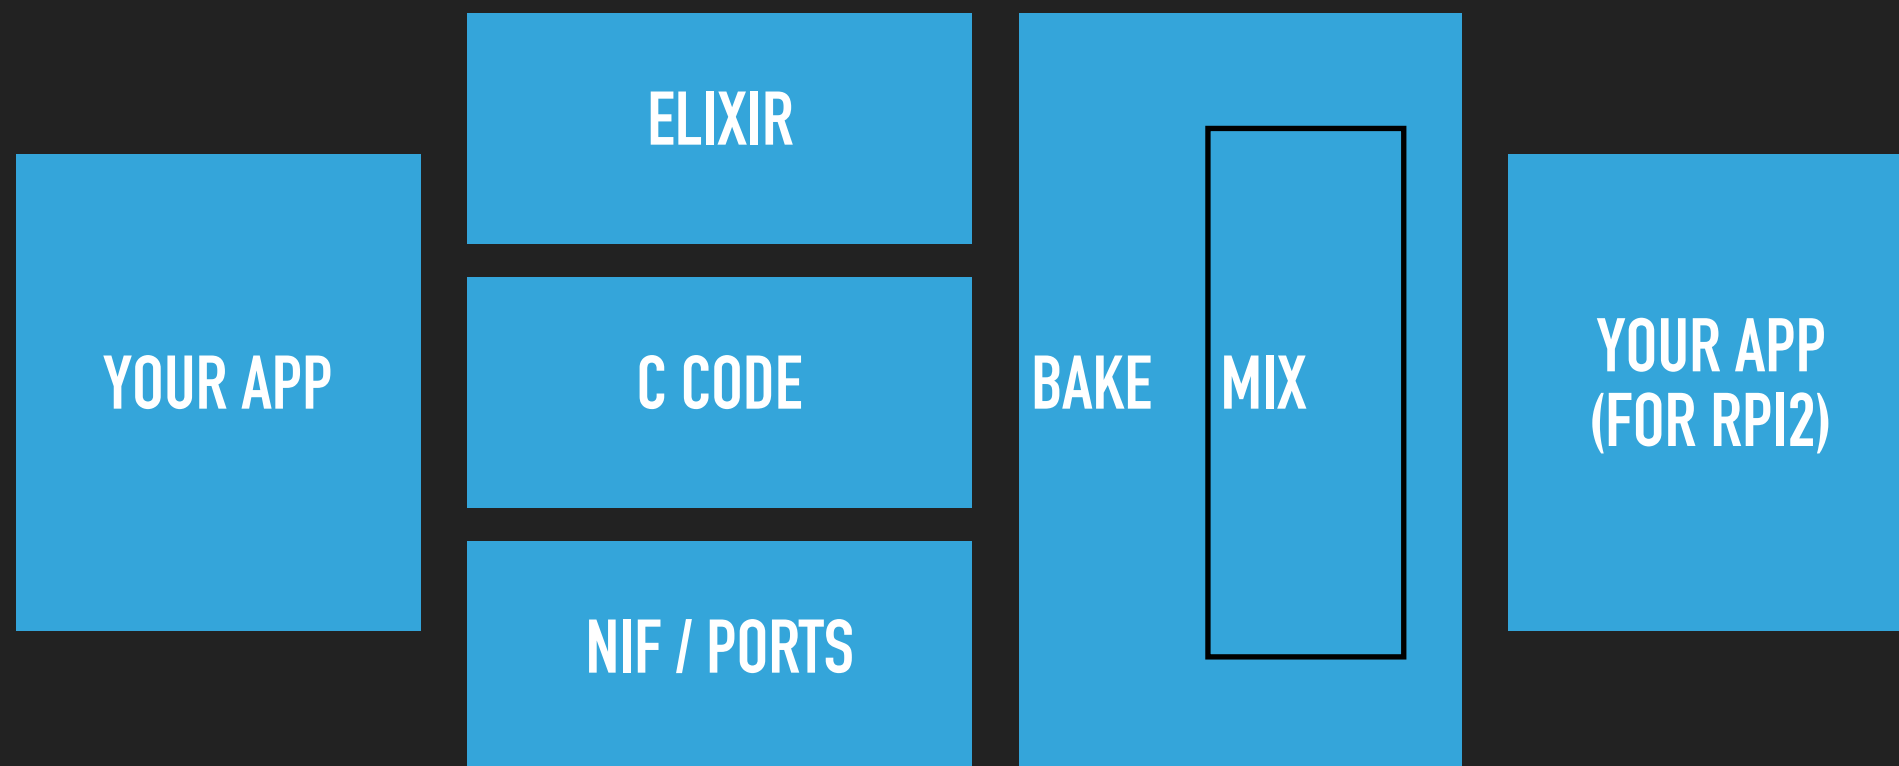 YOUR APP
ELIXIR
C CODE
NIF / PORTS
BAKE
MIX
YOUR APP
(FOR RPI2)